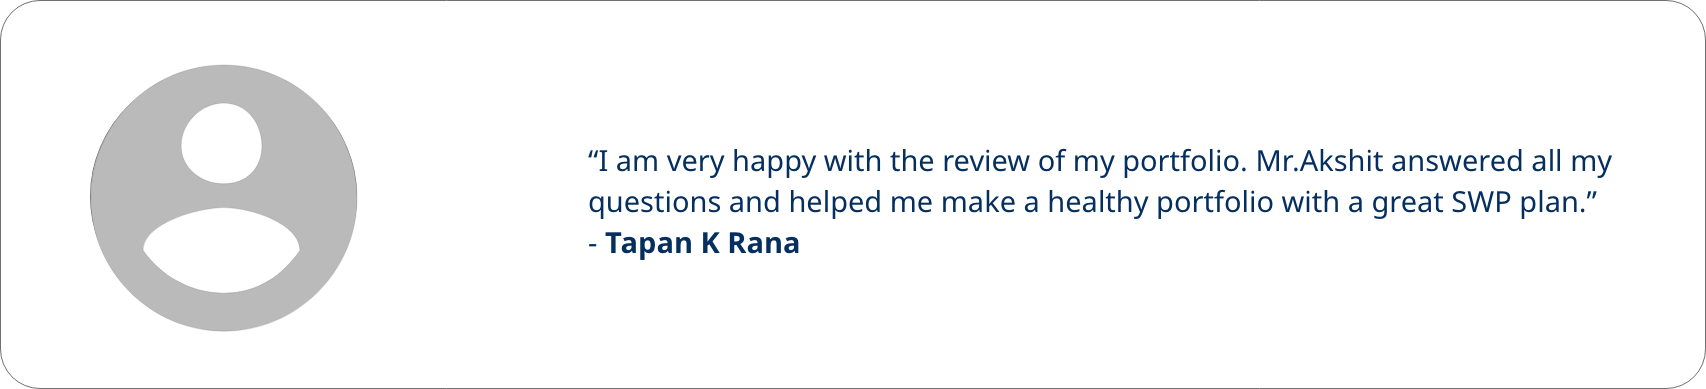 “I am very happy with the review of my portfolio. Mr.Akshit answered all my
questions and helped me make a healthy portfolio with a great SWP plan.”
- Tapan K Rana